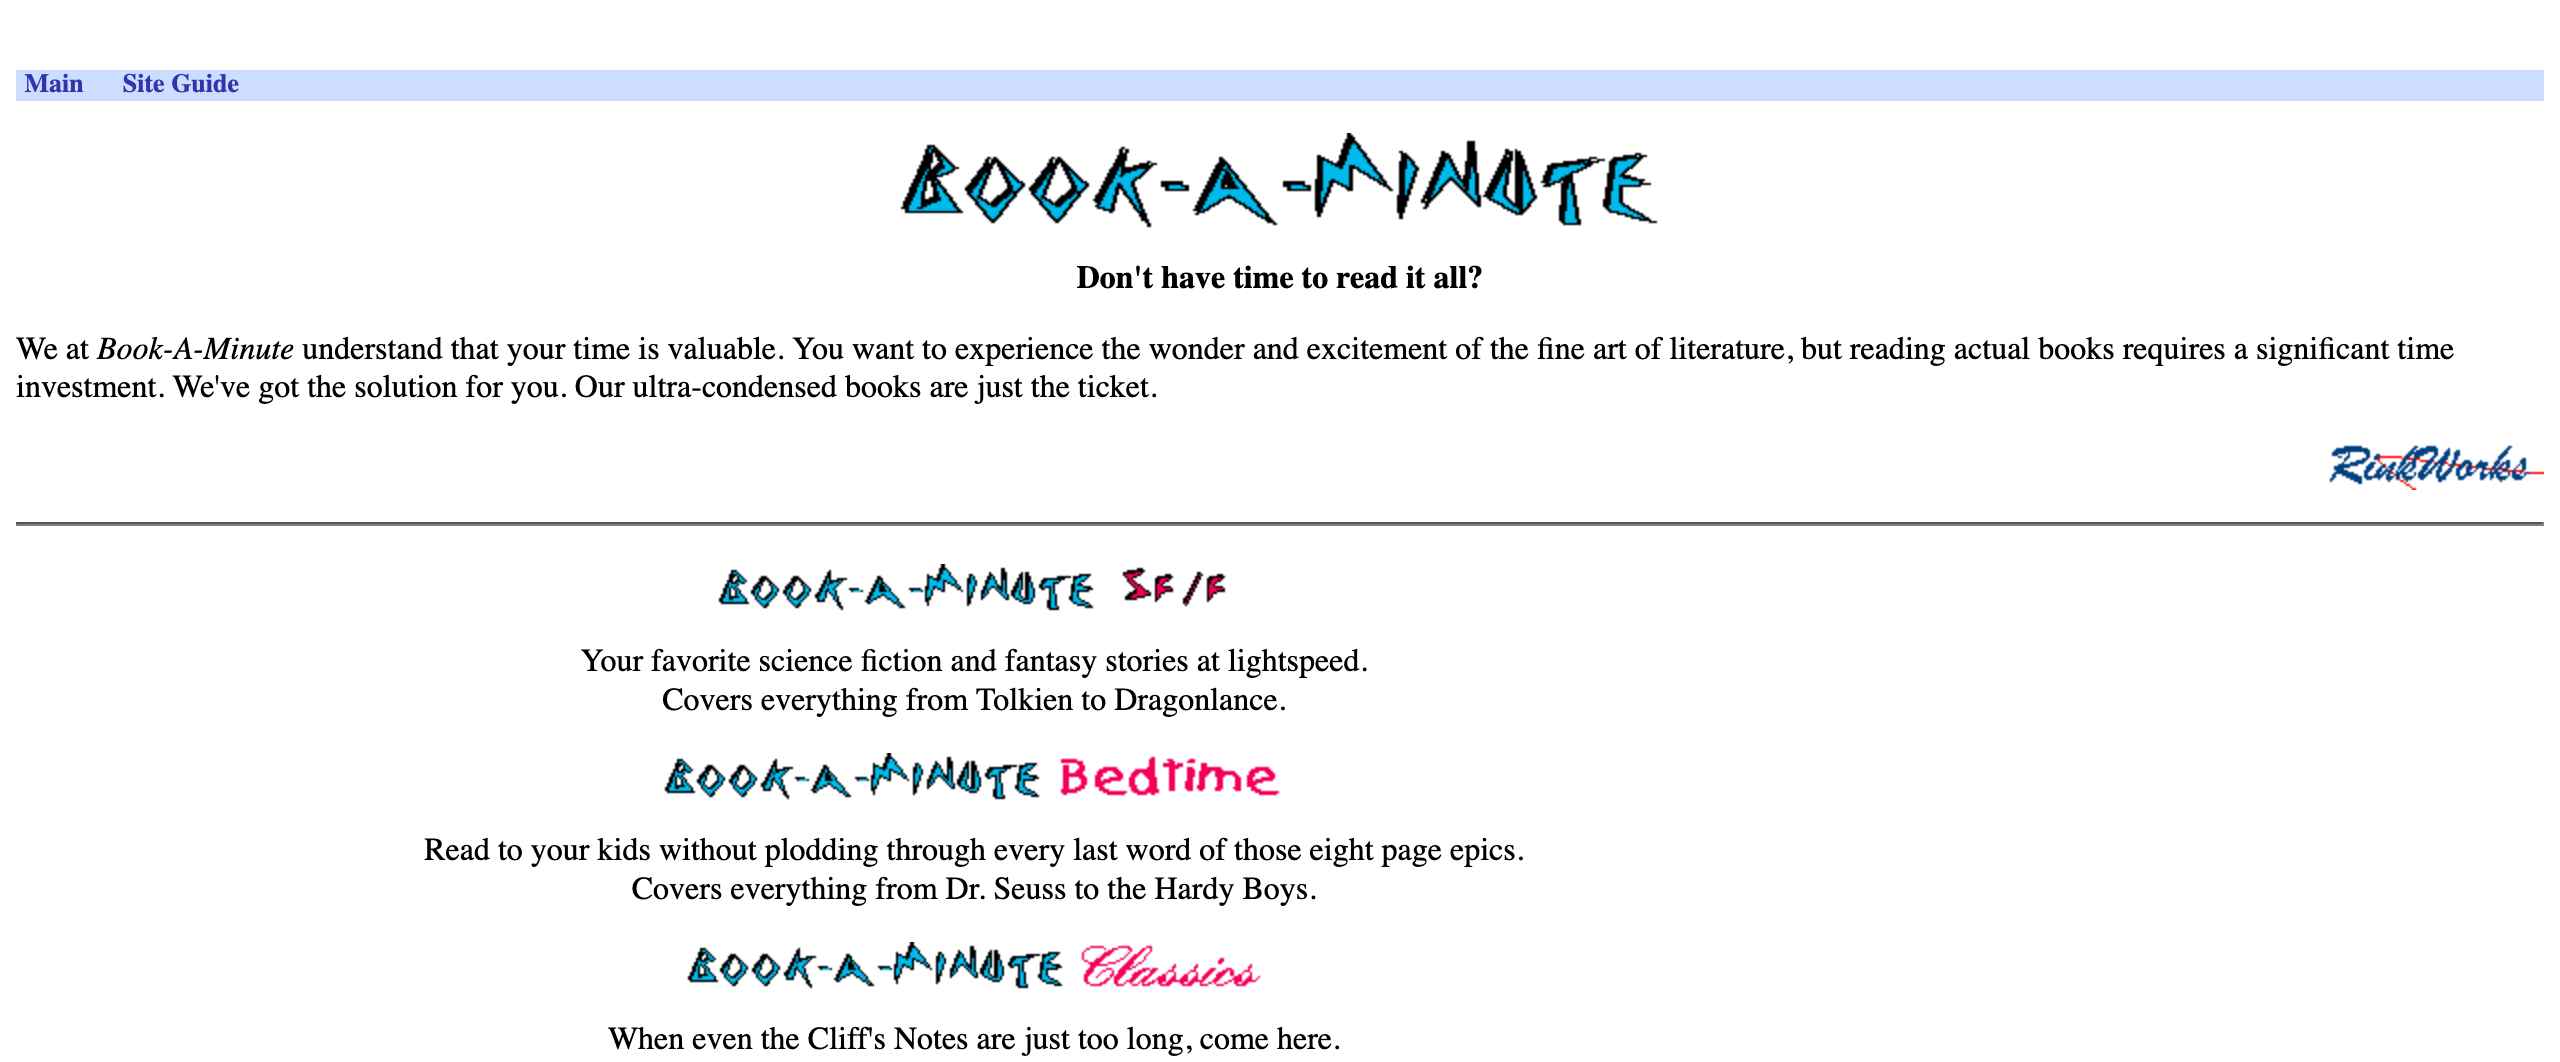 Main Site Guide
BOOK-A-MINUTE
Don't have time to read it all?
We at Book-A-Minute understand that your time is valuable. You want to experience the wonder and excitement of the fine art of literature, but reading actual books requires a significant time
investment. We've got the solution for you. Our ultra-condensed books are just the ticket.
RinkWorks
BOOK-A-MINUTE SF/F
Your favorite science fiction and fantasy stories at lightspeed.
Covers everything from Tolkien to Dragonlance.
BOOK-A-MINUTE Bedtime
Read to your kids without plodding through every last word of those eight page epics.
Covers everything from Dr. Seuss to the Hardy Boys.
BOOK-A-MINUTE Classics
When even the Cliff's Notes are just too long, come here.